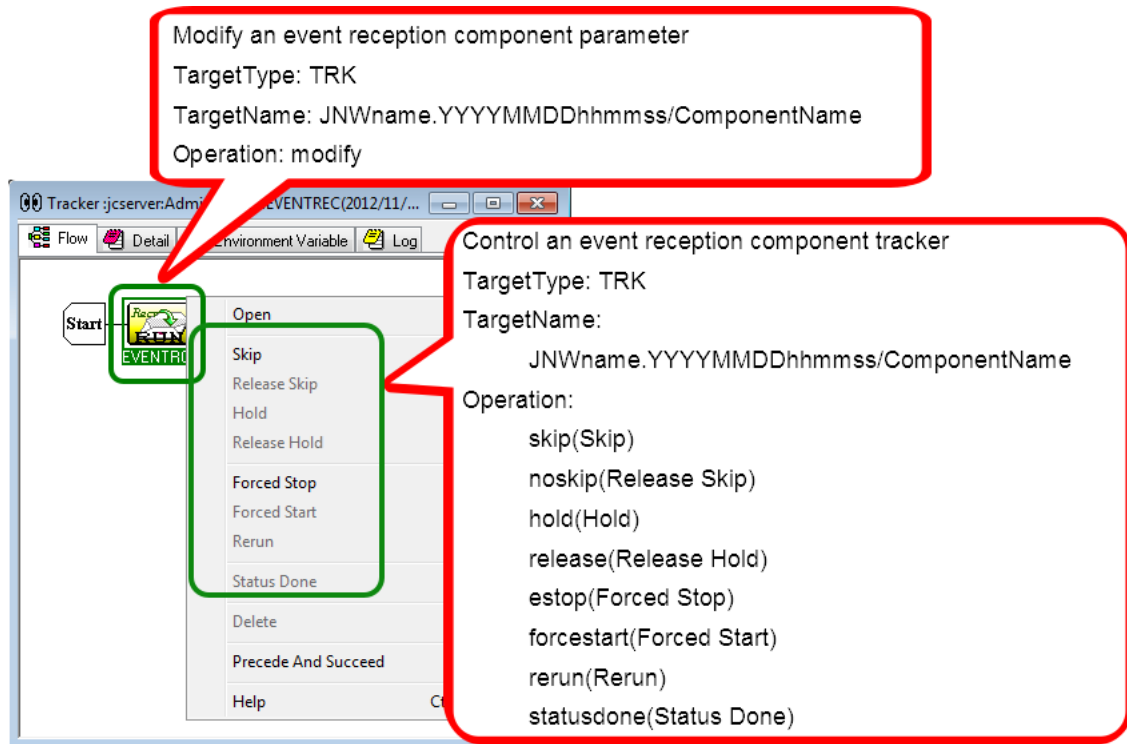 Modify an event reception component parameter
TargetType: TRK
TargetName: JNWname.YYYYMMDDhhmmss/ComponentName
Operation: modify
Tracker :jcserver:Adm EVENTREC(2012/11/...
Flow Detail Environment Variable Log
Start
RUN
EVENTR
Open
Skip
Release Skip
Hold
Release Hold
Forced Stop
Forced Start
Rerun
Status Done
Delete
Precede And Succeed
Help
Control an event reception component tracker
TargetType: TRK
TargetName:
JNWname.YYYYMMDDhhmmss/ComponentName
Operation:
skip(Skip)
noskip(Release Skip)
hold(Hold)
release(Release Hold)
estop(Forced Stop)
forcestart(Forced Start)
rerun(Rerun)
statusdone(Status Done)